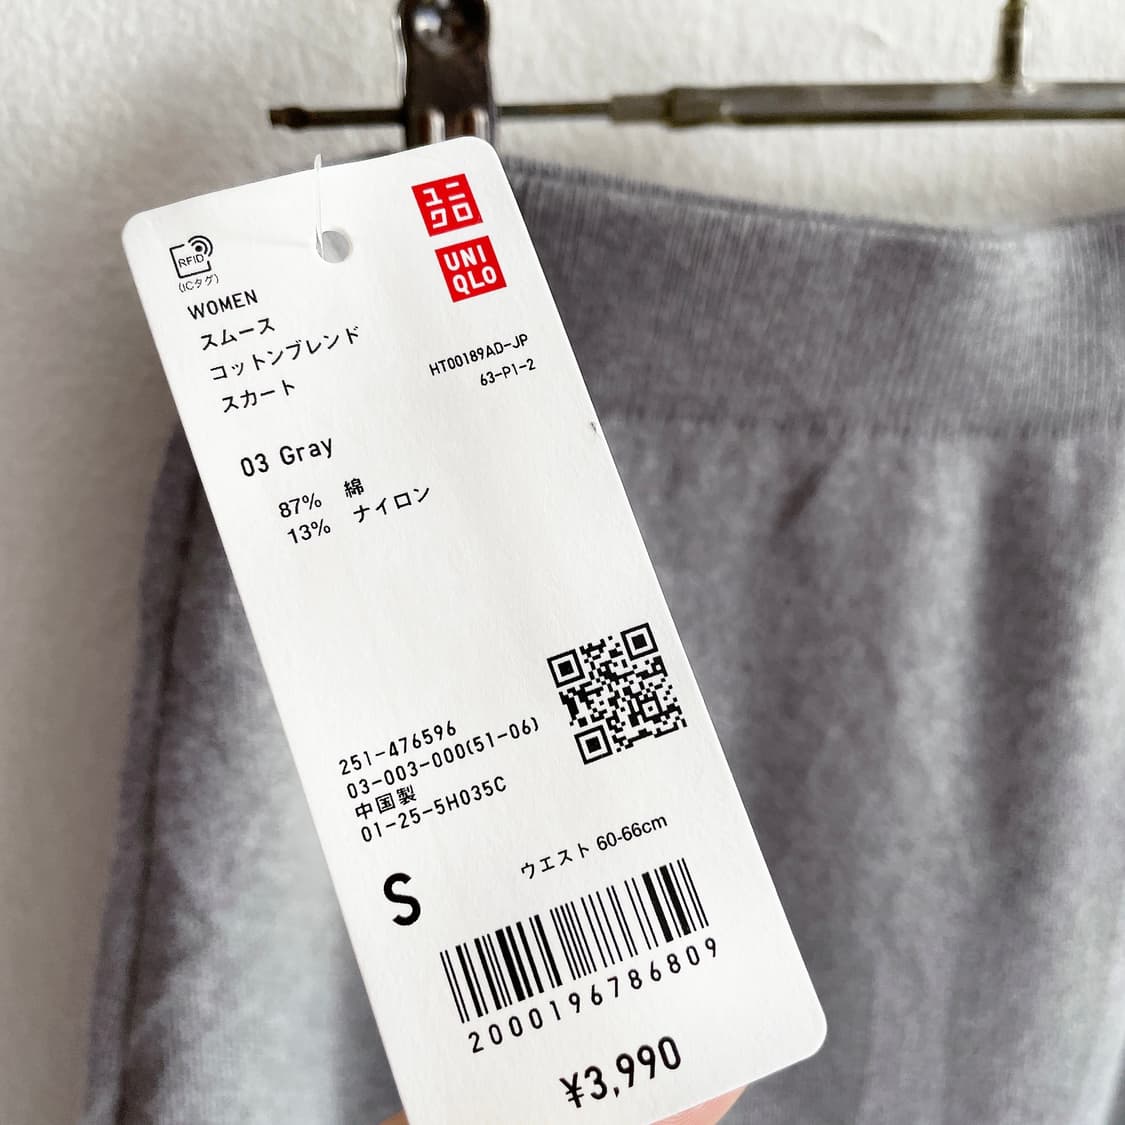 ユニ
クロ
UNI
QLO
RFID
(ICタグ)
WOMEN
スムース
コットンブレンド
スカート
HT00189AD-JP
63-P1-2
03 Gray
87% 綿
13% ナイロン
251-476596
03-003-000(51-06)
中国製
01-25-5H035C
S
ウエスト 60-66cm
2000196786809
¥3,990